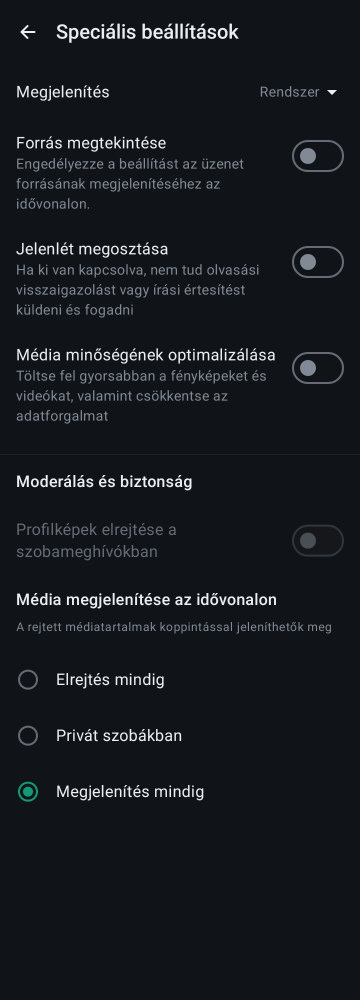 Speciális beállítások
Megjelenítés
Rendszer
Forrás megtekintése
Engedélyezze a beállítást az üzenet
forrásának megjelenítéséhez az
idővonalon.
Jelenlét megosztása
Ha ki van kapcsolva, nem tud olvasási
visszaigazolást vagy írási értesítést
küldeni és fogadni
Média minőségének optimalizálása
Töltse fel gyorsabban a fényképeket és
videókat, valamint csökkentse az
adatforgalmat
Moderálás és biztonság
Profilképek elrejtése a
szobameghívókban
Média megjelenítése az idővonalon
A rejtett médiatartalmak koppintással jeleníthetők meg
Elrejtés mindig
Privát szobákban
Megjelenítés mindig